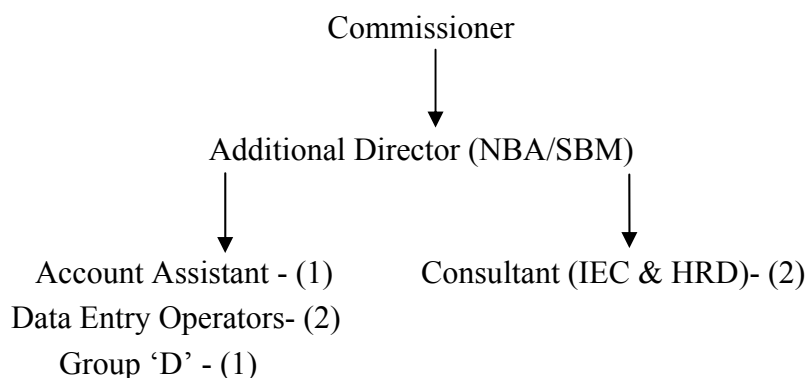 Commissioner
Additional Director (NBA/SBM)
Account Assistant - (1)
Data Entry Operators- (2)
Group ‘D’ - (1)
Consultant (IEC & HRD)- (2)